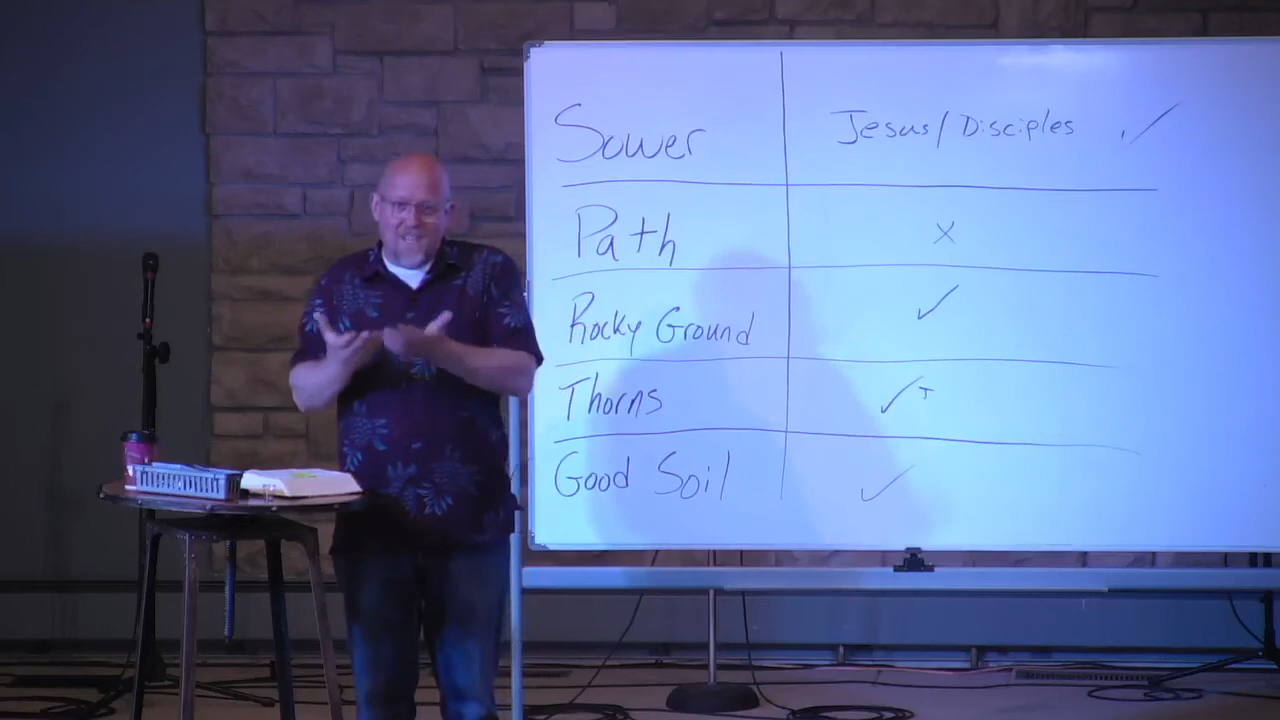 Sower Jesus/Disciples ✓
Path X
Rocky Ground ✓
Thorns ✓+
Good Soil ✓